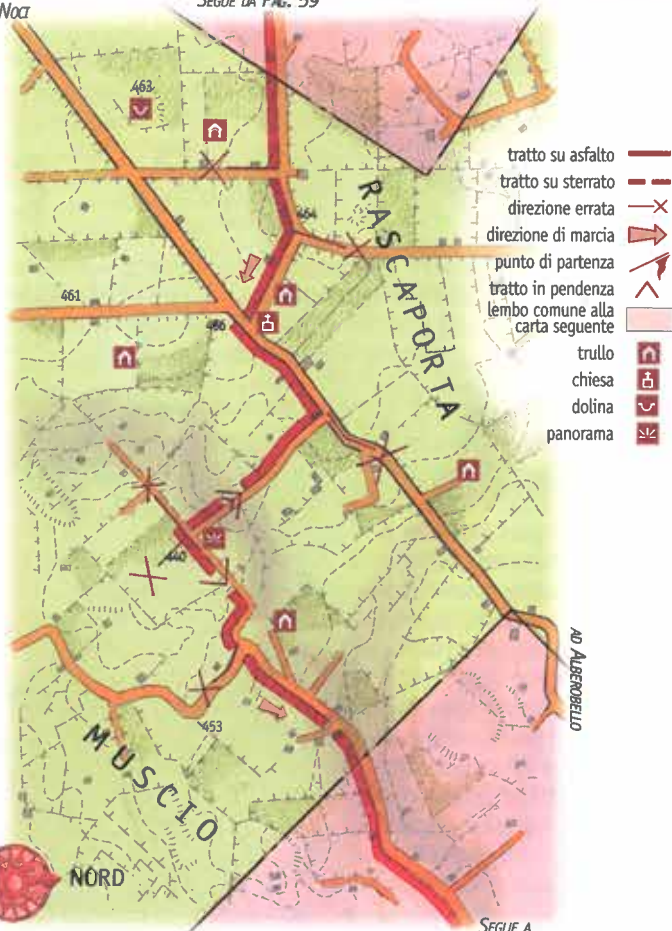 SEGUE DA PAG. 59
NOCI
463
464
461
466
RASCAPORTA
440
453
MUSCIO
AD ALBEROBELLO
NORD
SEGUE A
tratto su asfalto
tratto su sterrato
direzione errata
direzione di marcia
punto di partenza
tratto in pendenza
lembo comune alla
carta seguente
trullo
chiesa
dolina
panorama